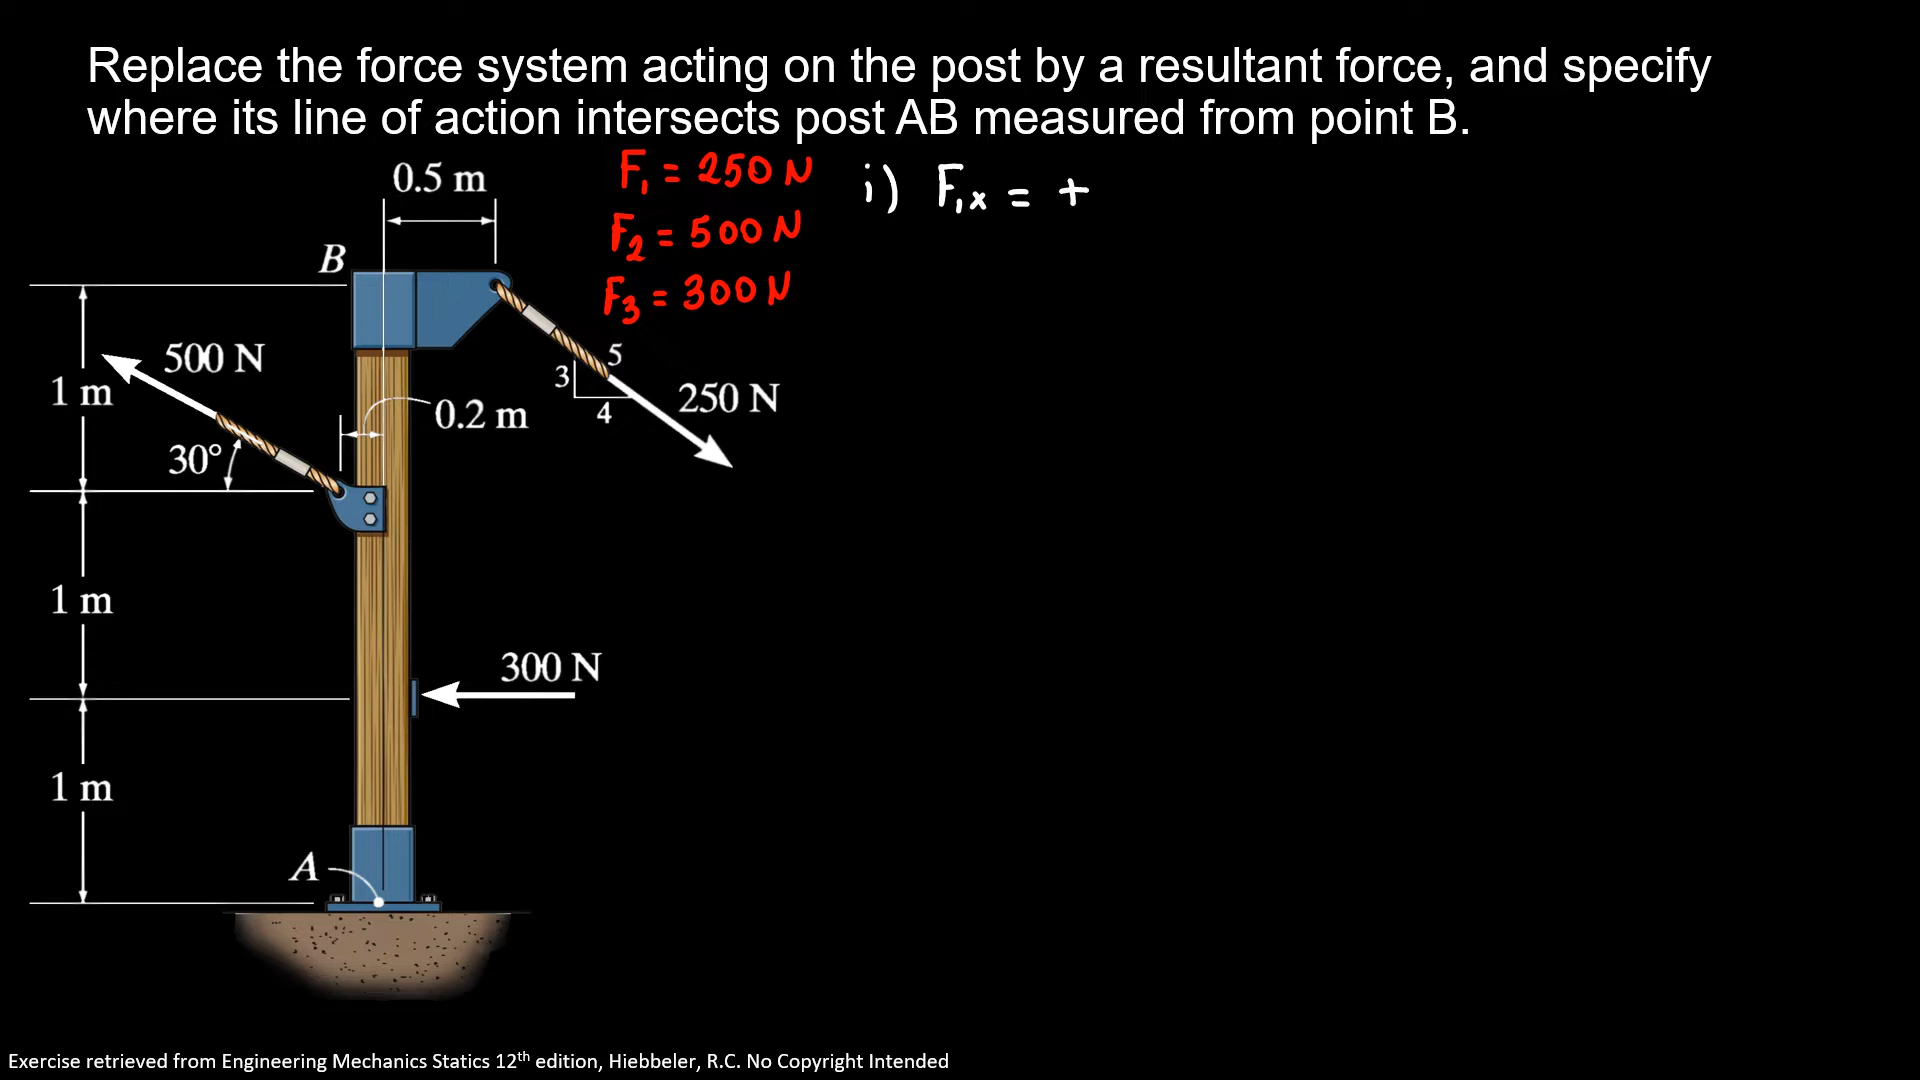 Replace the force system acting on the post by a resultant force, and specify
where its line of action intersects post AB measured from point B.
F₁ = 250 N
i) F₁ₓ = +
0.5 m
F₂ = 500 N
B
F₃ = 300 N
500 N
5
3
250 N
1 m
4
0.2 m
30°
1 m
300 N
1 m
A
Exercise retrieved from Engineering Mechanics Statics 12th edition, Hiebbeler, R.C. No Copyright Intended